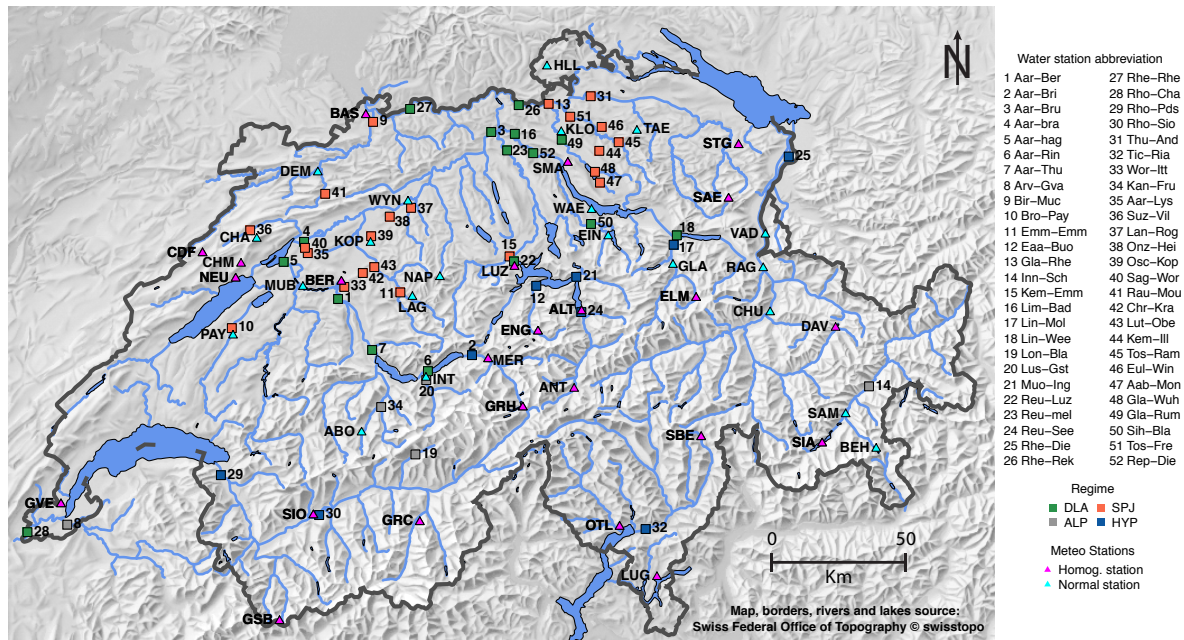 HLL
N
BAS
9
27
26
13
31
51
KLO
46
TAE
3
16
49
45
STG
23
52
44
25
SMA
48
47
DEM
41
WYN
37
38
SAE
WAE
50
EIN
18
17
VAD
36
CHA
CDF
CHM
NEU
4
40
35
5
KOP
39
43
42
MUB
BER
33
1
NAP
11
LAG
15
22
LUZ
21
12
ALT
24
GLA
RAG
ELM
CHU
DAV
10
PAY
7
ENG
2
MER
6
INT
20
ANT
GRH
34
ABO
19
14
SAM
SBE
SIA
BEH
29
GVE
8
28
SIO
30
GRC
OTL
32
LUG
GSB
0
50
Km
Map, borders, rivers and lakes source:
Swiss Federal Office of Topography © swisstopo
Water station abbreviation
1 Aar–Ber
2 Aar–Bri
3 Aar–Bru
4 Aar–bra
5 Aar–hag
6 Aar–Rin
7 Aar–Thu
8 Arv–Gva
9 Bir–Muc
10 Bro–Pay
11 Emm–Emm
12 Eaa–Buo
13 Gla–Rhe
14 Inn–Sch
15 Kem–Emm
16 Lim–Bad
17 Lin–Mol
18 Lin–Wee
19 Lon–Bla
20 Lus–Gst
21 Muo–Ing
22 Reu–Luz
23 Reu–mel
24 Reu–See
25 Rhe–Die
26 Rhe–Rek
27 Rhe–Rhe
28 Rho–Cha
29 Rho–Pds
30 Rho–Sio
31 Thu–And
32 Tic–Ria
33 Wor–Itt
34 Kan–Fru
35 Aar–Lys
36 Suz–Vil
37 Lan–Rog
38 Onz–Hei
39 Osc–Kop
40 Sag–Wor
41 Rau–Mou
42 Chr–Kra
43 Lut–Obe
44 Kem–Ill
45 Tos–Ram
46 Eul–Win
47 Aab–Mon
48 Gla–Wuh
49 Gla–Rum
50 Sih–Bla
51 Tos–Fre
52 Rep–Die
Regime
DLA
SPJ
ALP
HYP
Meteo Stations
Homog. station
Normal station